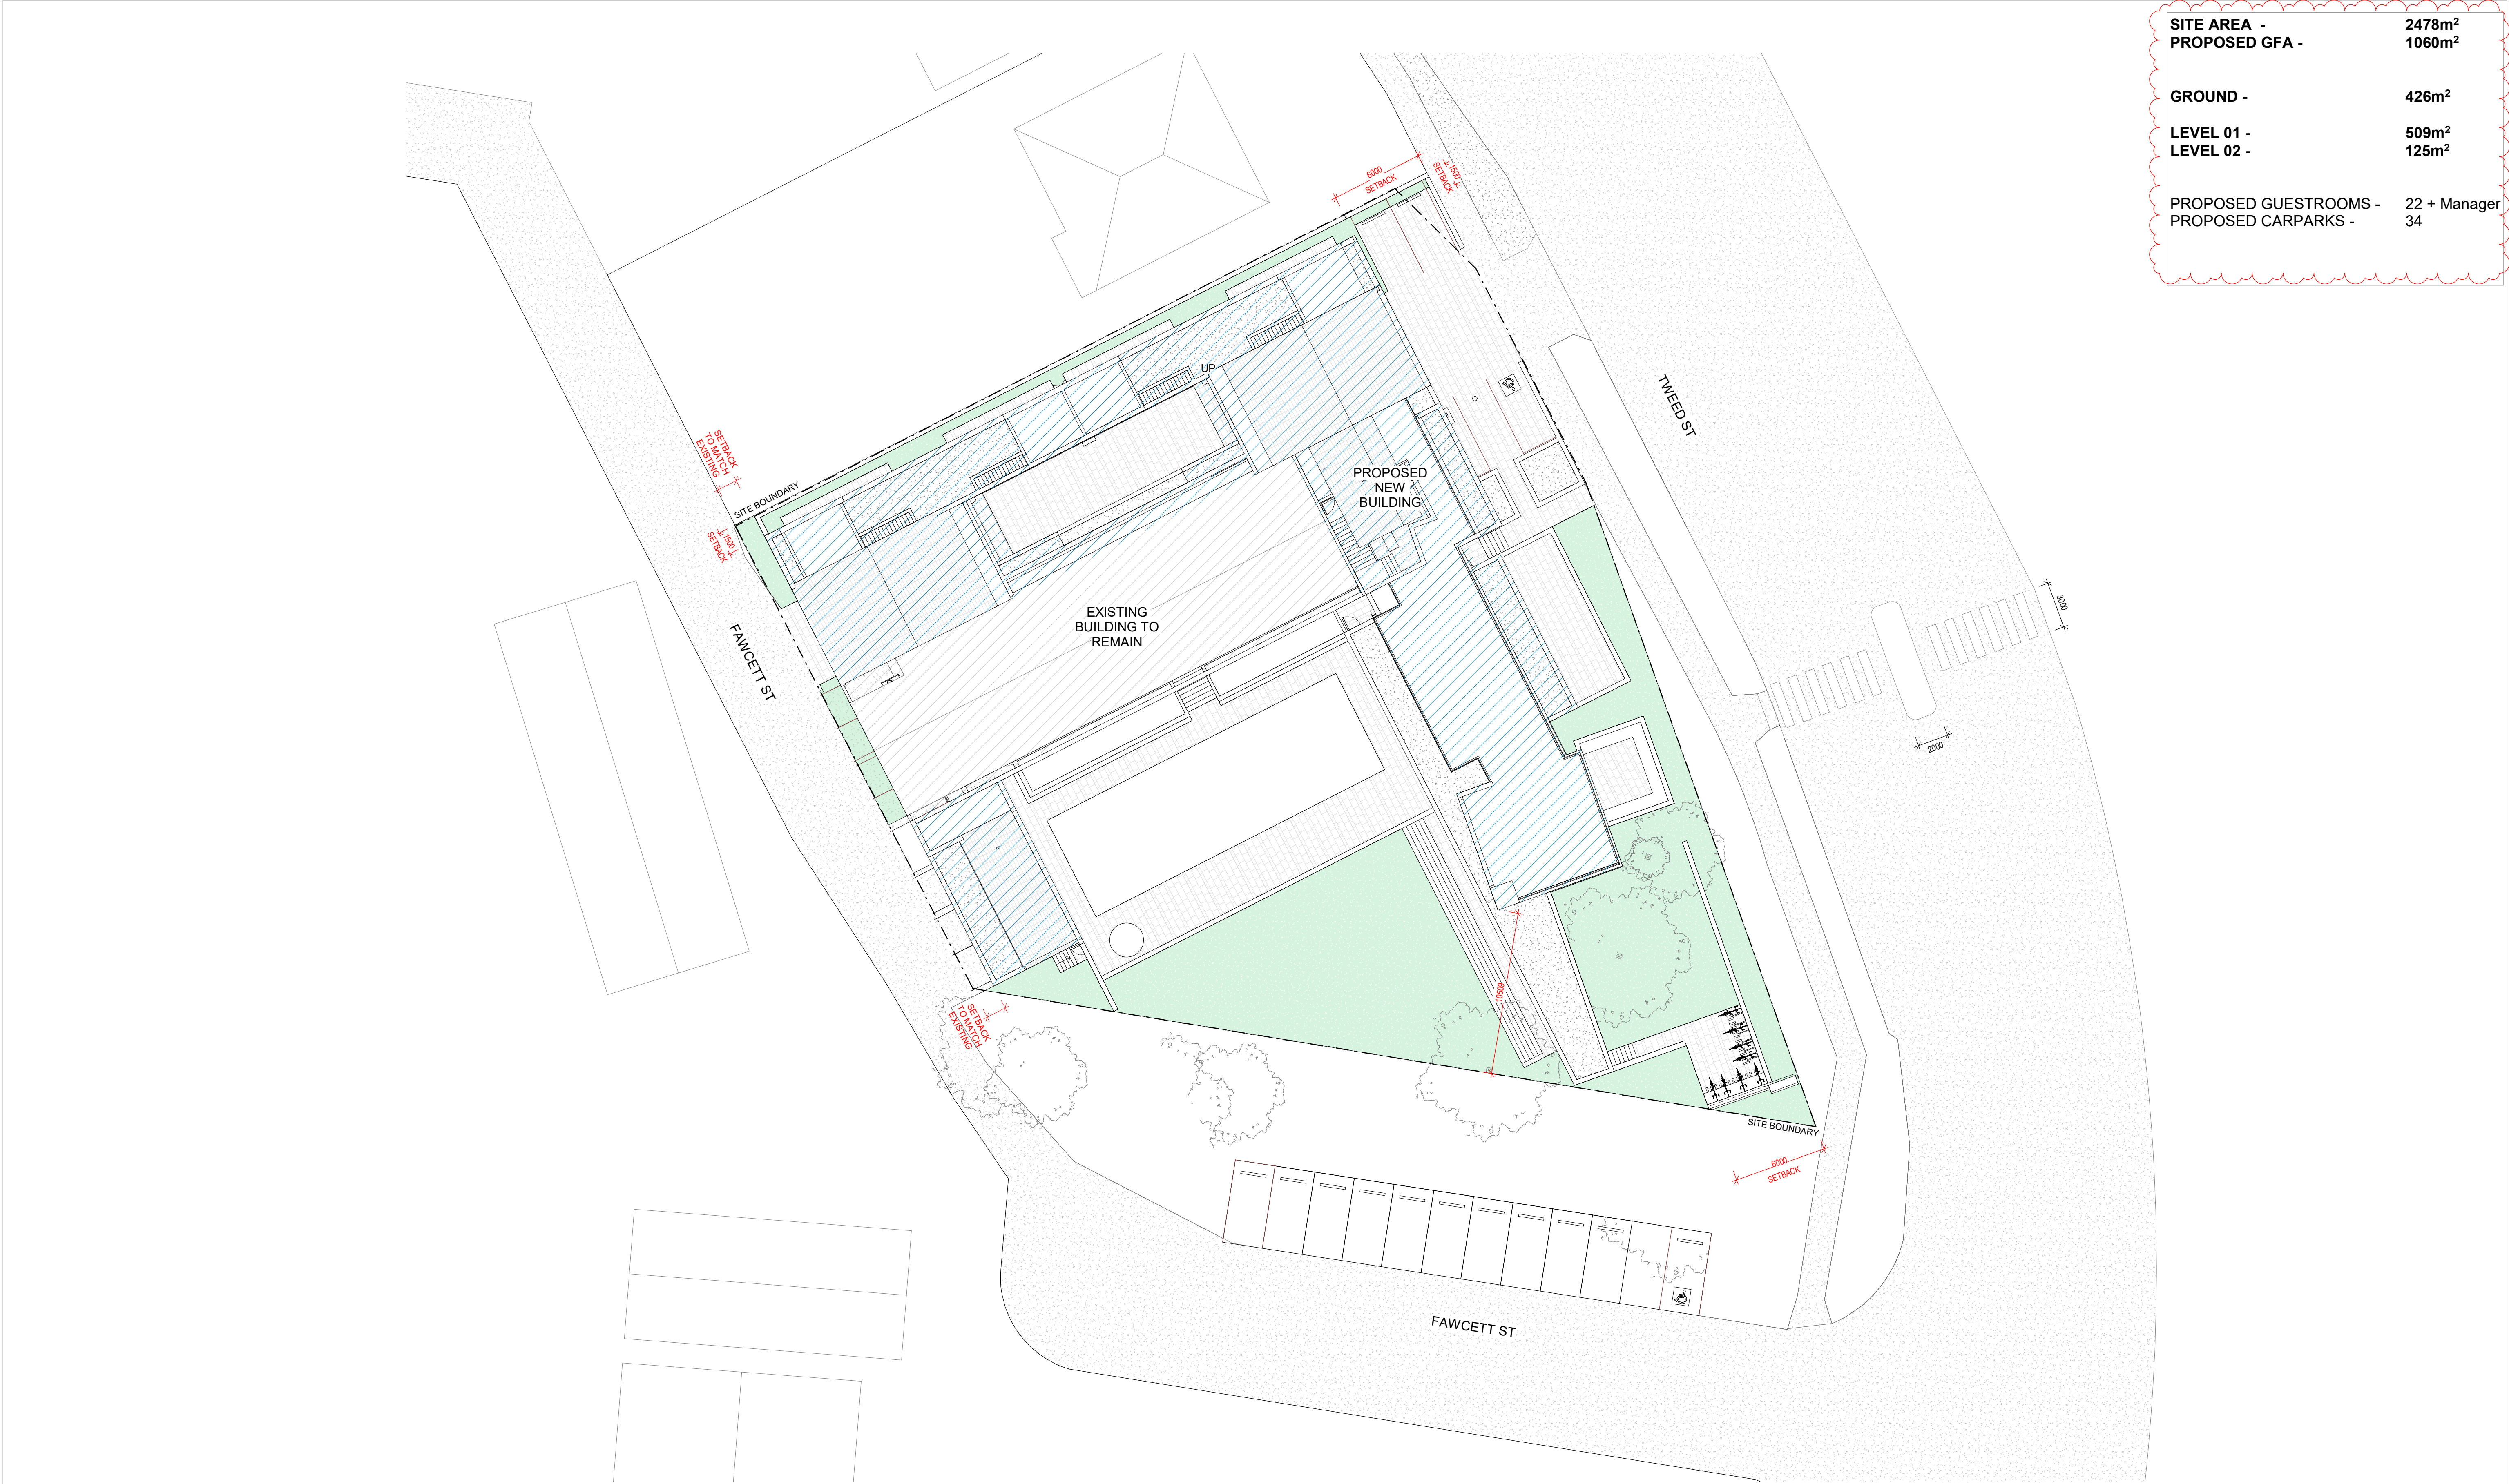 SITE AREA - 2478m²
PROPOSED GFA - 1060m²
GROUND - 426m²
LEVEL 01 - 509m²
LEVEL 02 - 125m²
PROPOSED GUESTROOMS - 22 + Manager
PROPOSED CARPARKS - 34
6000
SETBACK
1500
SETBACK
TWEED ST
UP
SETBACK
TO MATCH
EXISTING
SITE BOUNDARY
1500
SETBACK
PROPOSED
NEW
BUILDING
EXISTING
BUILDING TO
REMAIN
FAWCETT ST
3000
2000
SETBACK
TO MATCH
EXISTING
10509
SITE BOUNDARY
6000
SETBACK
FAWCETT ST